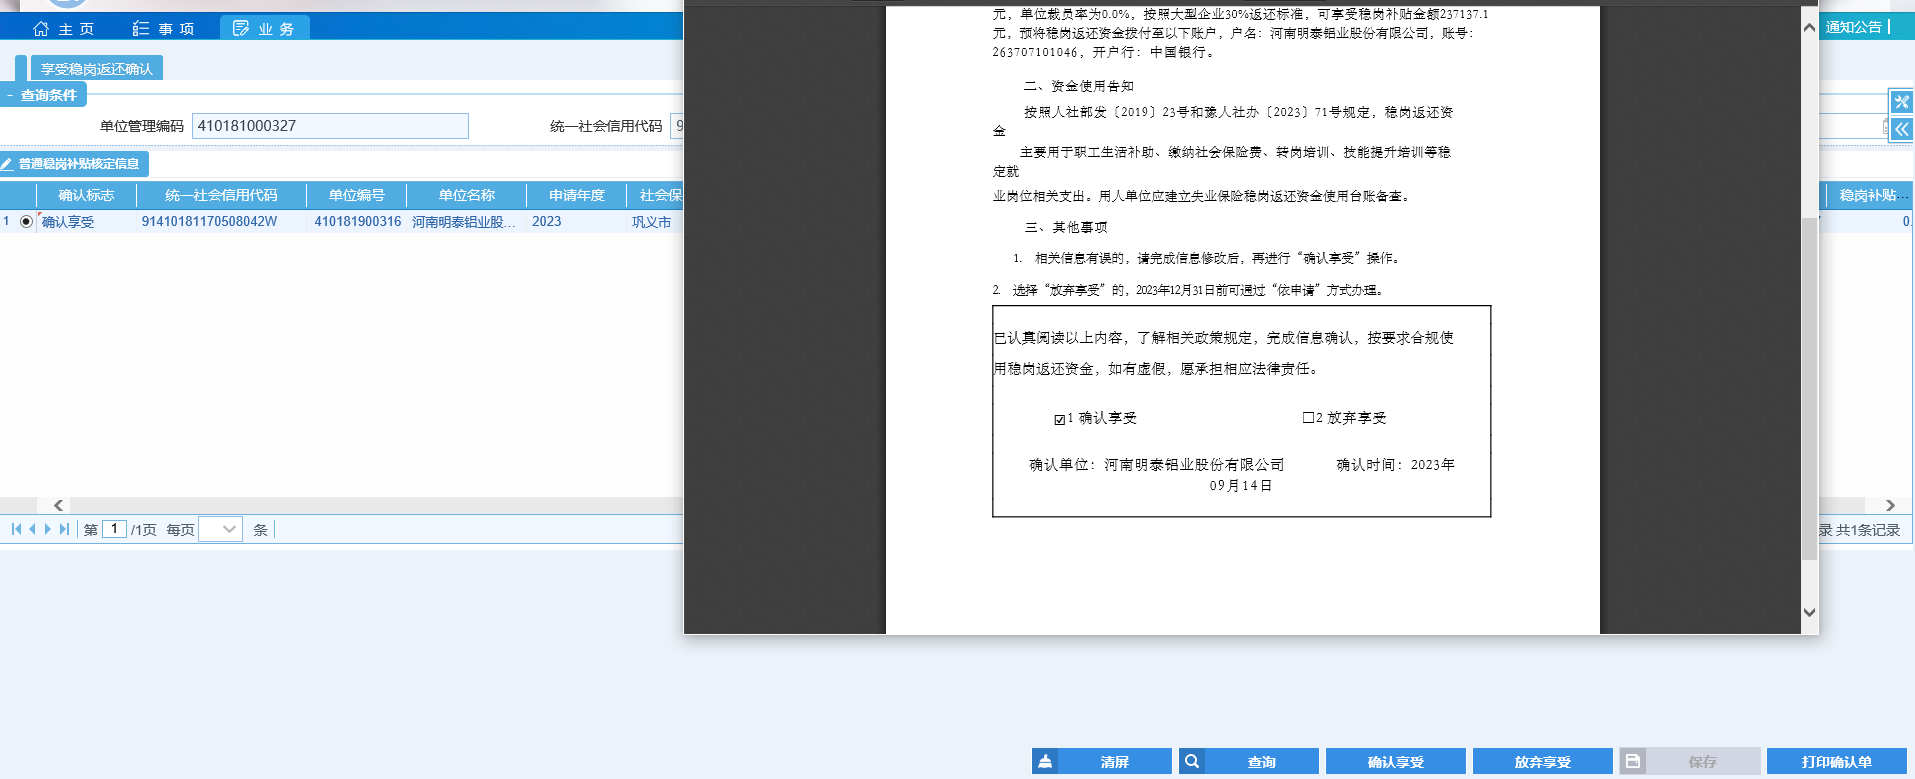 主 页
事 项
业 务
通知公告
享受稳岗返还确认
- 查询条件
单位管理编码 410181000327
统一社会信用代码 9
普通稳岗补贴核定信息
确认标志 统一社会信用代码 单位编号 单位名称 申请年度 社会保 稳岗补贴...
1 确认享受 91410181170508042W 410181900316 河南明泰铝业股... 2023 巩义市 0.
第 1 /1页 每页 条
录 共1条记录
元，单位裁员率为0.0%，按照大型企业30%返还标准，可享受稳岗补贴金额237137.1
元，预将稳岗返还资金拨付至以下账户，户名：河南明泰铝业股份有限公司，账号：
263707101046，开户行：中国银行。
二、资金使用告知
按照人社部发〔2019〕23号和豫人社办〔2023〕71号规定，稳岗返还资
金
主要用于职工生活补助、缴纳社会保险费、转岗培训、技能提升培训等稳
定就
业岗位相关支出。用人单位应建立失业保险稳岗返还资金使用台账备查。
三、其他事项
1. 相关信息有误的，请完成信息修改后，再进行“确认享受”操作。
2. 选择“放弃享受”的，2023年12月31日前可通过“依申请”方式办理。
已认真阅读以上内容，了解相关政策规定，完成信息确认，按要求合规使
用稳岗返还资金，如有虚假，愿承担相应法律责任。
☑1 确认享受 ☐2 放弃享受
确认单位：河南明泰铝业股份有限公司 确认时间：2023年
09月14日
清屏
查询
确认享受
放弃享受
保存
打印确认单